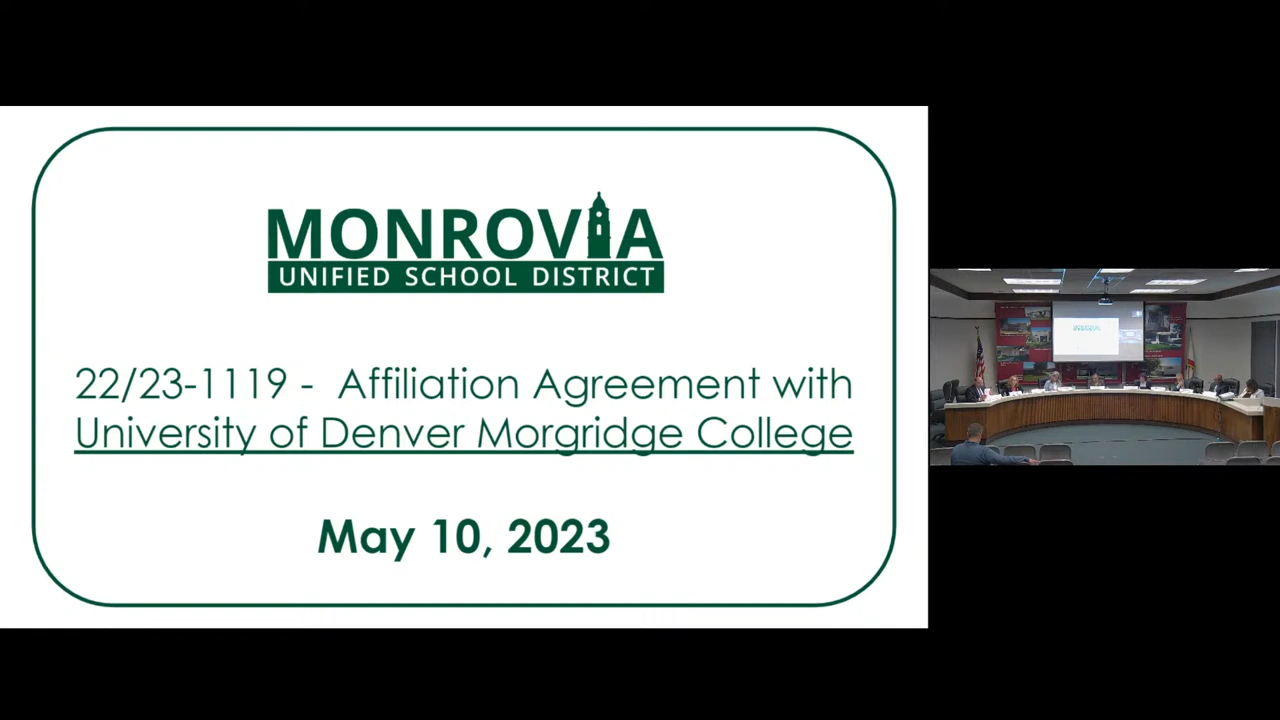 MONROVIA
UNIFIED SCHOOL DISTRICT
22/23-1119 - Affiliation Agreement with
University of Denver Morgridge College
May 10, 2023